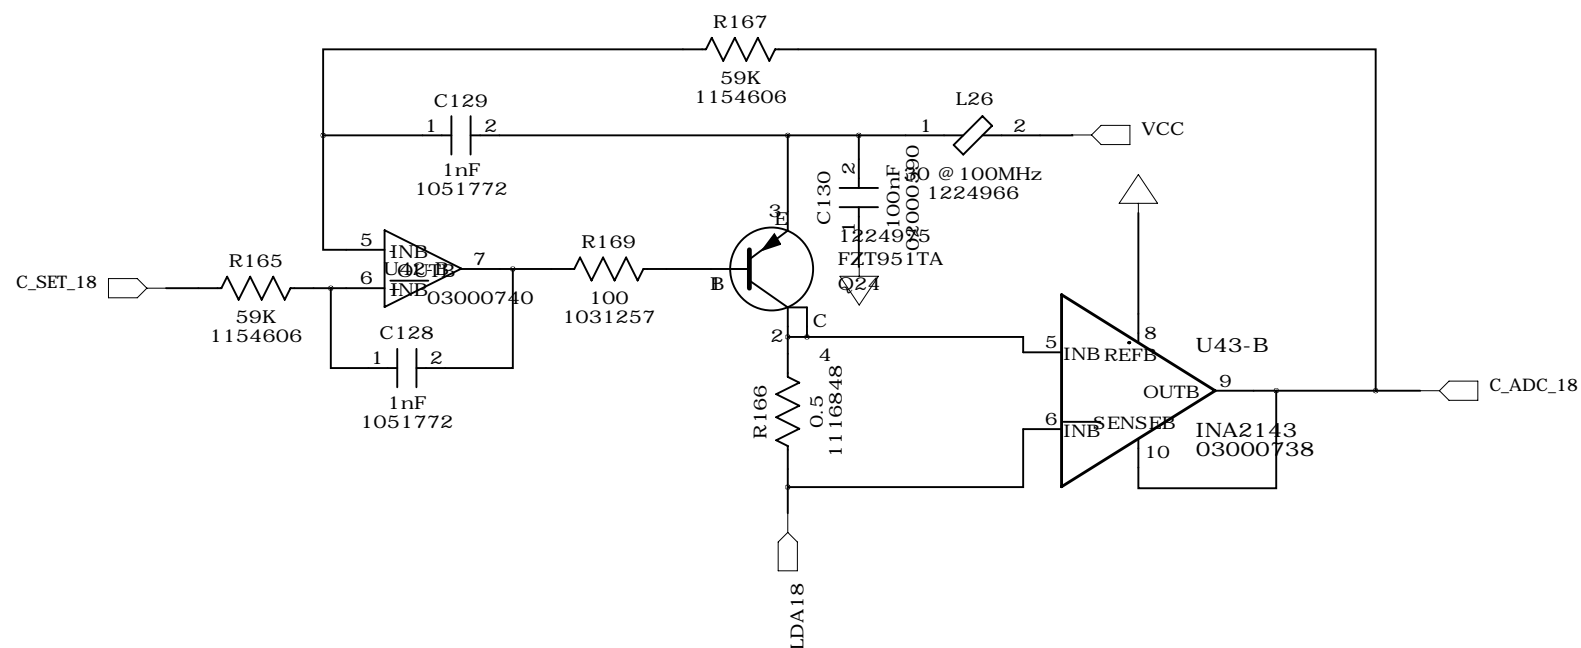 R167
59K
1154606
C129
1 2
1nF
1051772
L26
1 2
VCC
@ 100MHz
1224966
C130
2
1
100nF
3
E
1224975
FZT951TA
Q24
B
C
2
4
R169
100
1031257
5
INB
7
U42-B
6
INB
03000740
C_SET_18
R165
59K
1154606
C128
1 2
1nF
1051772
R166
0.5
1116848
LDA18
5
INB
REFB
8
U43-B
OUTB
9
C_ADC_18
6
INB
SENSEB
10
INA2143
03000738